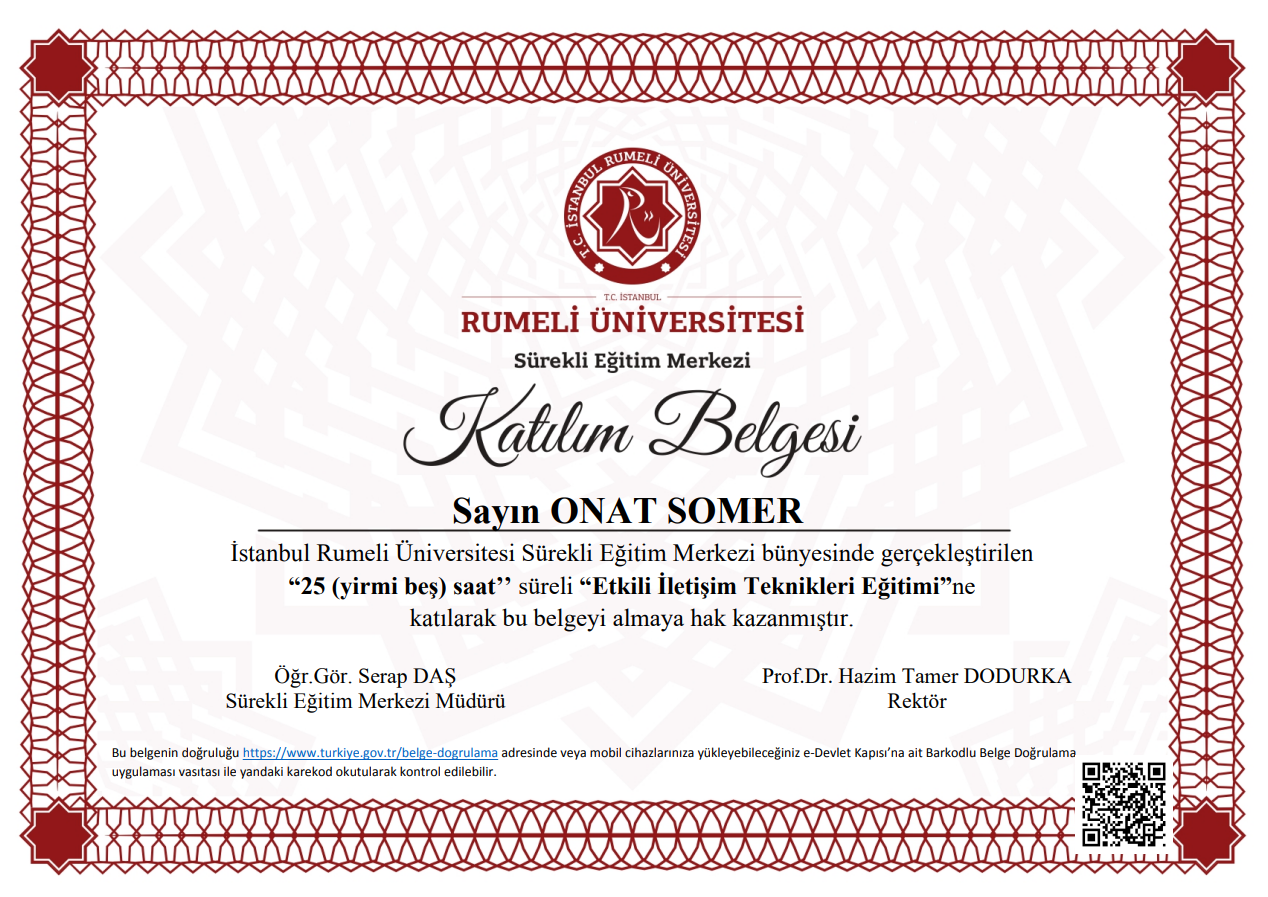 T.C. İSTANBUL RUMELİ ÜNİVERSİTESİ
T.C. İSTANBUL
RUMELİ ÜNİVERSİTESİ
Sürekli Eğitim Merkezi
Katılım Belgesi
Sayın ONAT SOMER
İstanbul Rumeli Üniversitesi Sürekli Eğitim Merkezi bünyesinde gerçekleştirilen
“25 (yirmi beş) saat’’ süreli “Etkili İletişim Teknikleri Eğitimi”ne
katılarak bu belgeyi almaya hak kazanmıştır.
Öğr.Gör. Serap DAŞ
Sürekli Eğitim Merkezi Müdürü
Prof.Dr. Hazim Tamer DODURKA
Rektör
Bu belgenin doğruluğu https://www.turkiye.gov.tr/belge-dogrulama adresinde veya mobil cihazlarınıza yükleyebileceğiniz e-Devlet Kapısı’na ait Barkodlu Belge Doğrulama
uygulaması vasıtası ile yandaki karekod okutularak kontrol edilebilir.